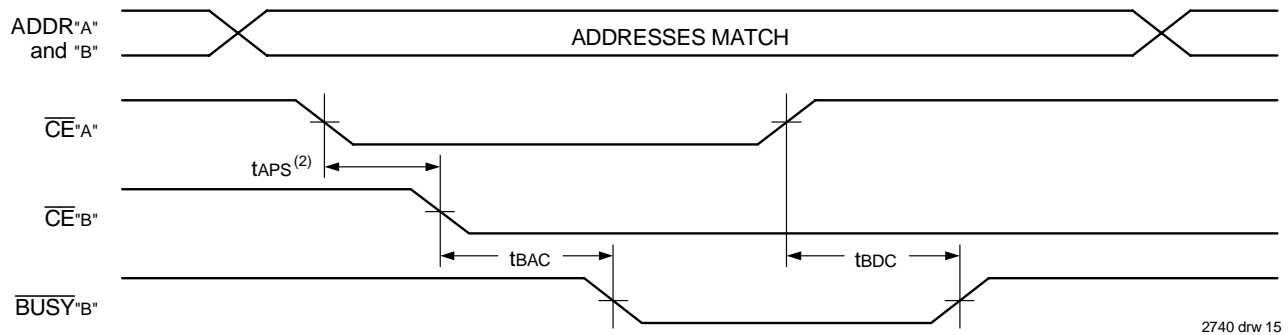 ADDR"A"
and "B"
ADDRESSES MATCH
CE"A"
tAPS(2)
CE"B"
tBAC
tBDC
BUSY"B"
2740 drw 15